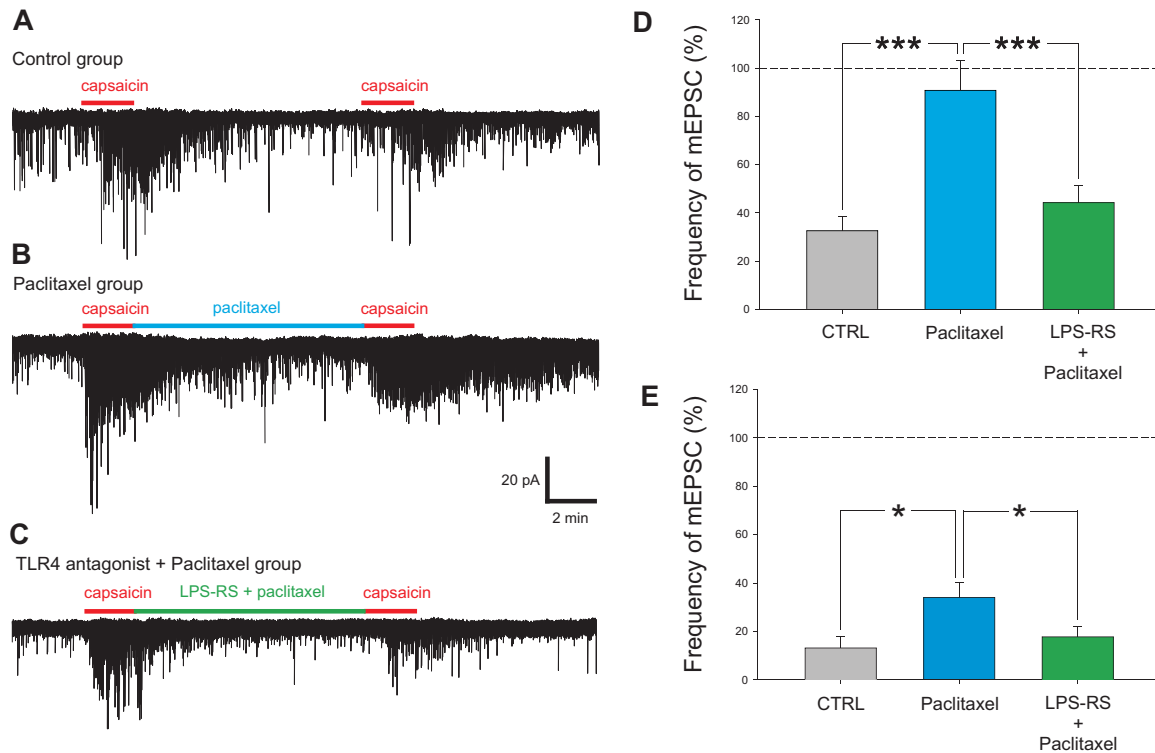 A
Control group
capsaicin
capsaicin
B
Paclitaxel group
capsaicin
paclitaxel
capsaicin
20 pA
2 min
C
TLR4 antagonist + Paclitaxel group
capsaicin
LPS-RS + paclitaxel
capsaicin
D
Frequency of mEPSC (%)
120
100
80
60
40
20
0
***
***
CTRL
Paclitaxel
LPS-RS
+
Paclitaxel
E
Frequency of mEPSC (%)
120
100
80
60
40
20
0
*
*
CTRL
Paclitaxel
LPS-RS
+
Paclitaxel